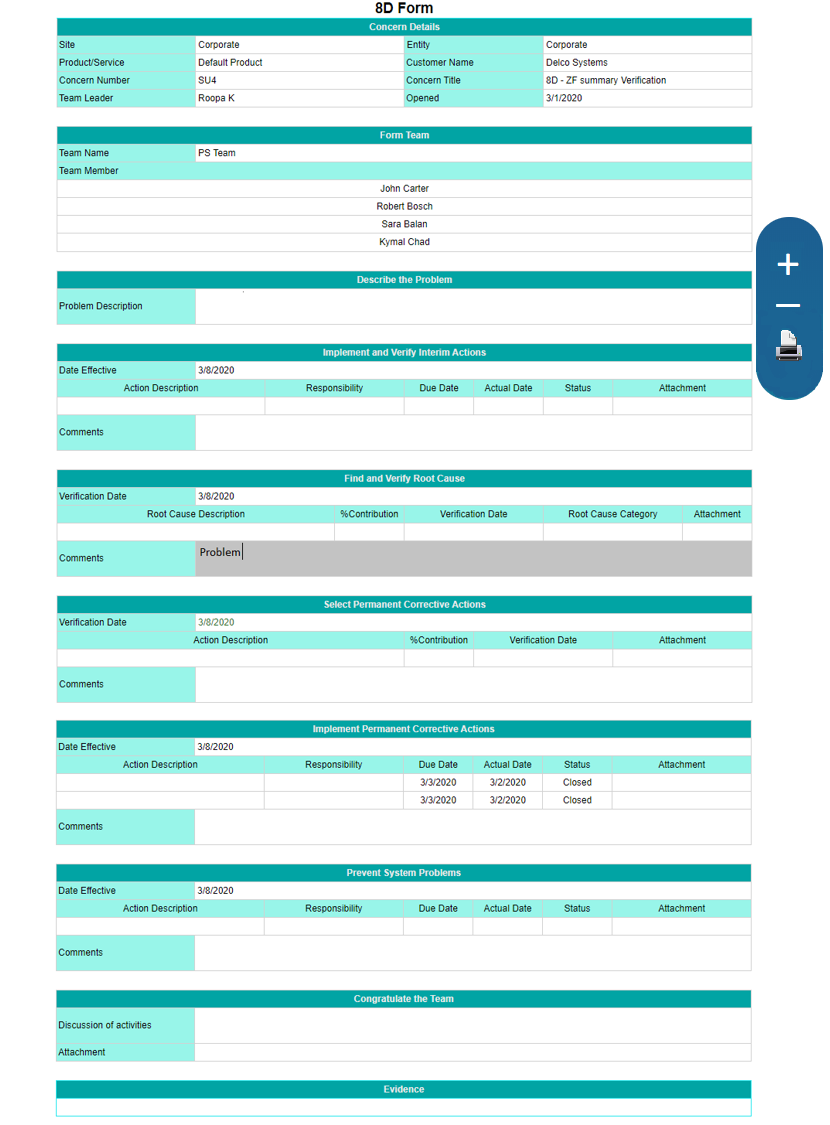 8D Form
Concern Details
Site Corporate Entity Corporate
Product/Service Default Product Customer Name Delco Systems
Concern Number SU4 Concern Title 8D - ZF summary Verification
Team Leader Roopa K Opened 3/1/2020
Form Team
Team Name PS Team
Team Member
John Carter
Robert Bosch
Sara Balan
Kymal Chad
Describe the Problem
Problem Description
Implement and Verify Interim Actions
Date Effective 3/8/2020
Action Description Responsibility Due Date Actual Date Status Attachment
Comments
Find and Verify Root Cause
Verification Date 3/8/2020
Root Cause Description %Contribution Verification Date Root Cause Category Attachment
Comments Problem
Select Permanent Corrective Actions
Verification Date 3/8/2020
Action Description %Contribution Verification Date Attachment
Comments
Implement Permanent Corrective Actions
Date Effective 3/8/2020
Action Description Responsibility Due Date Actual Date Status Attachment
3/3/2020 3/2/2020 Closed
3/3/2020 3/2/2020 Closed
Comments
Prevent System Problems
Date Effective 3/8/2020
Action Description Responsibility Due Date Actual Date Status Attachment
Comments
Congratulate the Team
Discussion of activities
Attachment
Evidence